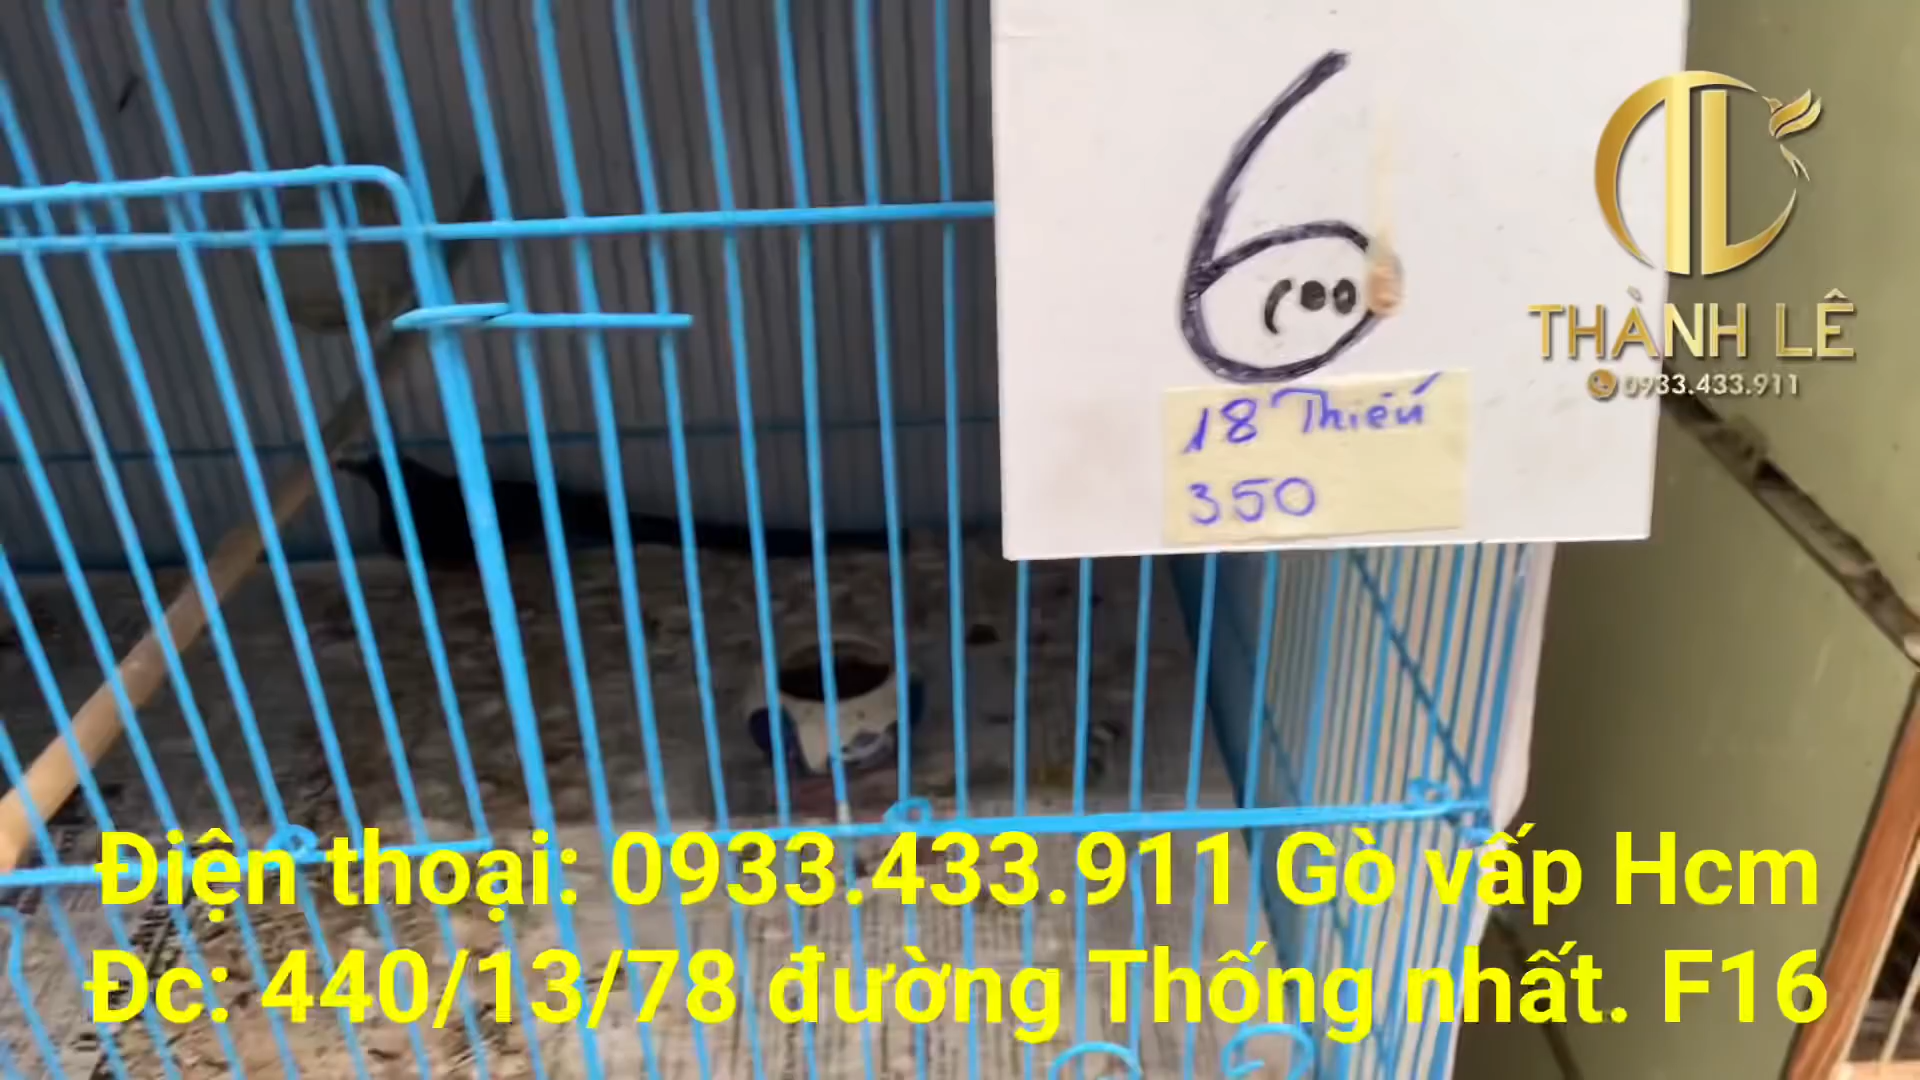 6
18 Thiếu
350
TL
THÀNH LÊ
0933.433.911
Điện thoại: 0933.433.911 Gò vấp Hcm
Đc: 440/13/78 đường Thống nhất. F16